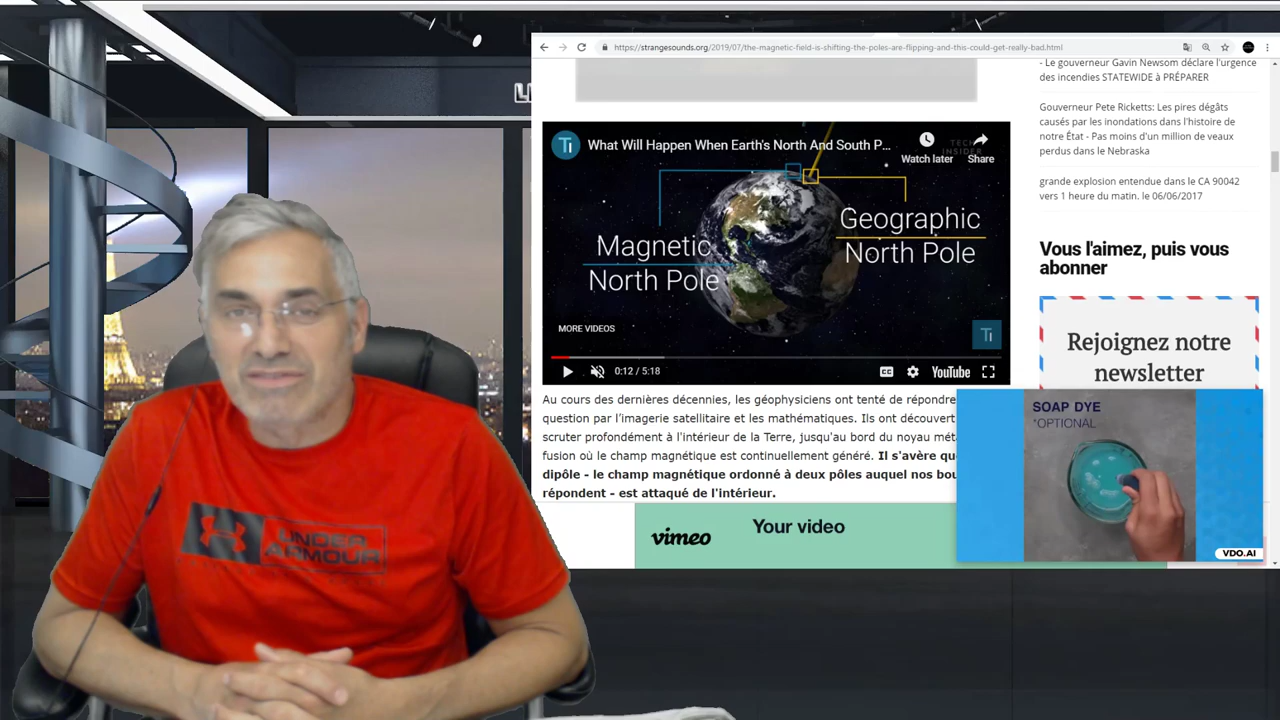 LI
https://strangesounds.org/2019/07/the-magnetic-field-is-shifting-the-poles-are-flipping-and-this-could-get-really-bad.html
- Le gouverneur Gavin Newsom déclare l'urgence
des incendies STATEWIDE à PRÉPARER
Gouverneur Pete Ricketts: Les pires dégâts
causés par les inondations dans l'histoire de
notre État - Pas moins d'un million de veaux
perdus dans le Nebraska
grande explosion entendue dans le CA 90042
vers 1 heure du matin. le 06/06/2017
Vous l'aimez, puis vous
abonner
Rejoignez notre
newsletter
Ti What Will Happen When Earth's North And South P...
TECH
INSIDER
Watch later Share
Magnetic
North Pole
Geographic
North Pole
MORE VIDEOS
Ti
0:12 / 5:18
CC YouTube
Au cours des dernières décennies, les géophysiciens ont tenté de répondre
question par l'imagerie satellitaire et les mathématiques. Ils ont découvert
scruter profondément à l'intérieur de la Terre, jusqu'au bord du noyau mét
fusion où le champ magnétique est continuellement généré. Il s'avère que
dipôle - le champ magnétique ordonné à deux pôles auquel nos bou
répondent - est attaqué de l'intérieur.
SOAP DYE
*OPTIONAL
VDO.AI
vimeo
Your video
UNDER
ARMOUR